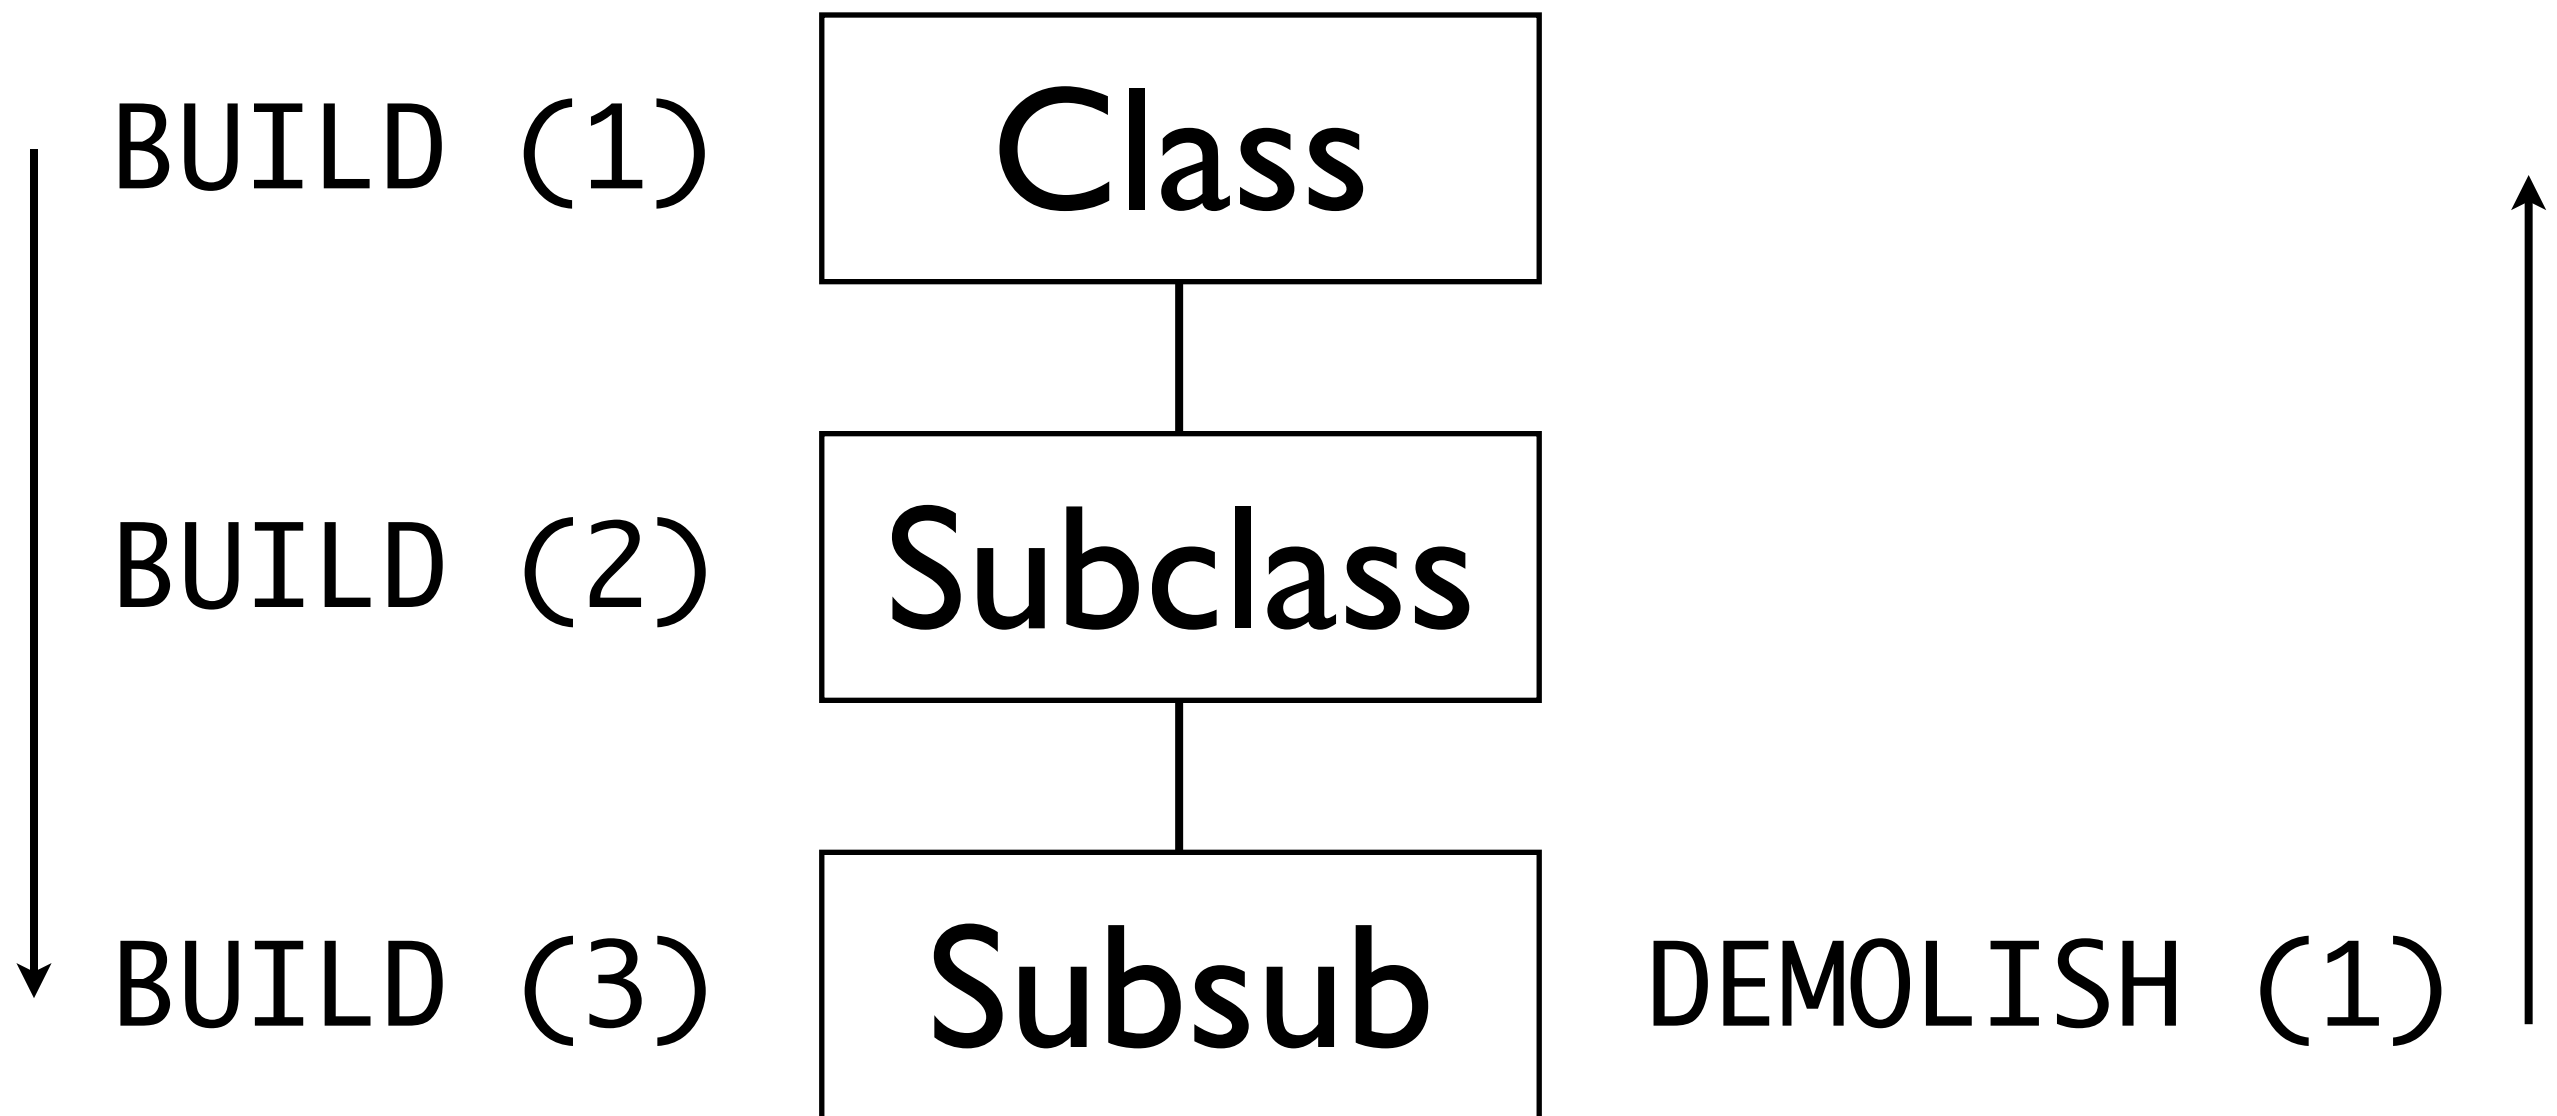 BUILD (1) Class
BUILD (2) Subclass
BUILD (3) Subsub DEMOLISH (1)